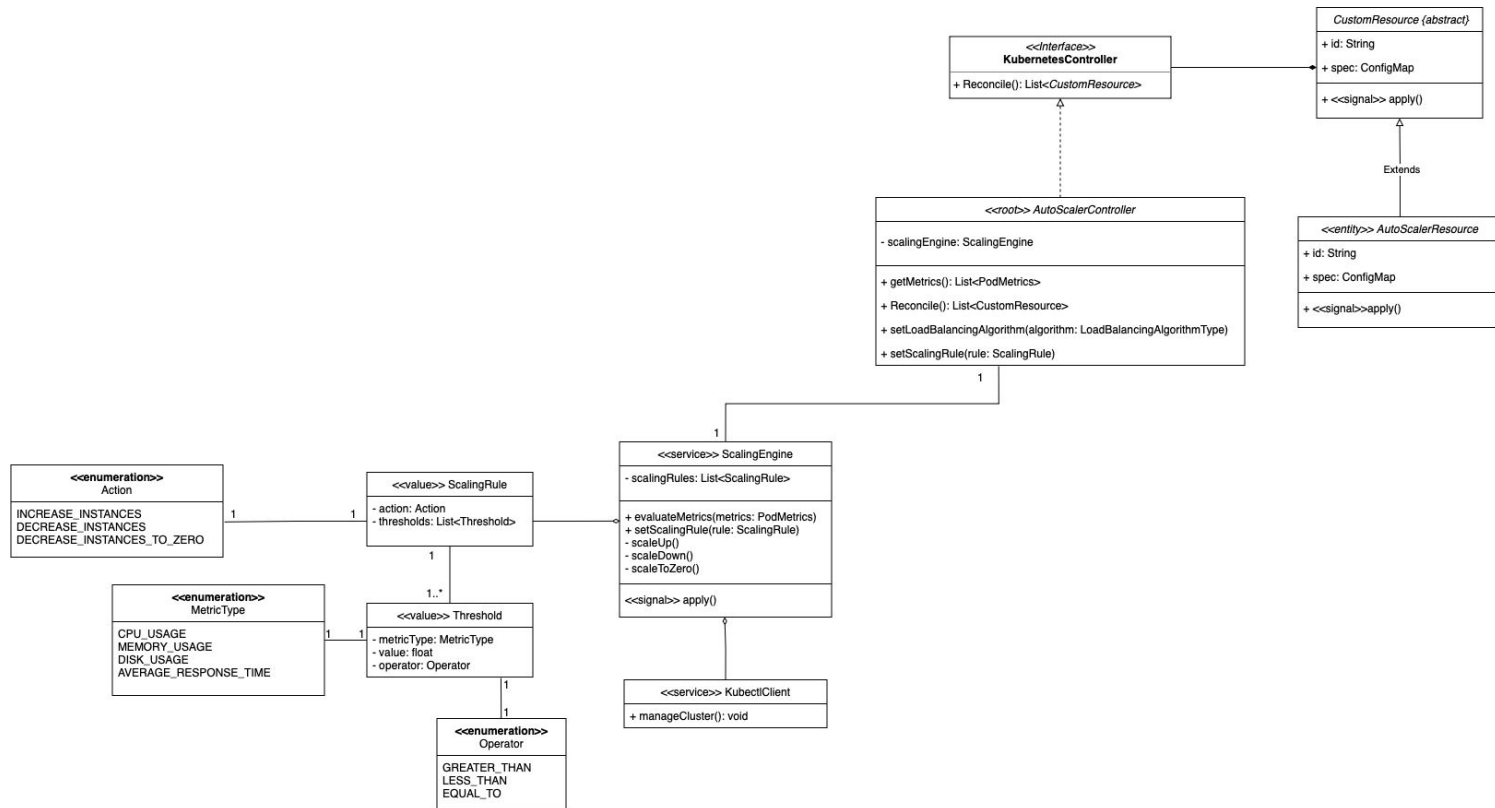 CustomResource {abstract}
+ id: String
+ spec: ConfigMap
+ <<signal>> apply()
<<Interface>>
KubernetesController
+ Reconcile(): List<CustomResource>
Extends
<<root>> AutoScalerController
- scalingEngine: ScalingEngine
+ getMetrics(): List<PodMetrics>
+ Reconcile(): List<CustomResource>
+ setLoadBalancingAlgorithm(algorithm: LoadBalancingAlgorithmType)
+ setScalingRule(rule: ScalingRule)
<<entity>> AutoScalerResource
+ id: String
+ spec: ConfigMap
+ <<signal>>apply()
1
1
<<service>> ScalingEngine
- scalingRules: List<ScalingRule>
+ evaluateMetrics(metrics: PodMetrics)
+ setScalingRule(rule: ScalingRule)
- scaleUp()
- scaleDown()
- scaleToZero()
<<signal>> apply()
<<enumeration>>
Action
INCREASE_INSTANCES
DECREASE_INSTANCES
DECREASE_INSTANCES_TO_ZERO
1
1
<<value>> ScalingRule
- action: Action
- thresholds: List<Threshold>
1
1..*
<<enumeration>>
MetricType
CPU_USAGE
MEMORY_USAGE
DISK_USAGE
AVERAGE_RESPONSE_TIME
1
1
<<value>> Threshold
- metricType: MetricType
- value: float
- operator: Operator
1
1
<<service>> KubectlClient
+ manageCluster(): void
<<enumeration>>
Operator
GREATER_THAN
LESS_THAN
EQUAL_TO